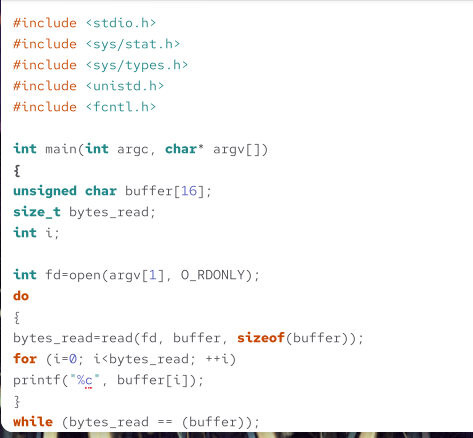 #include <stdio.h>
#include <sys/stat.h>
#include <sys/types.h>
#include <unistd.h>
#include <fcntl.h>
int main(int argc, char* argv[])
{
unsigned char buffer[16];
size_t bytes_read;
int i;
int fd=open(argv[1], O_RDONLY);
do
{
bytes_read=read(fd, buffer, sizeof(buffer));
for (i=0; i<bytes_read; ++i)
printf("%c", buffer[i]);
}
while (bytes_read == (buffer));